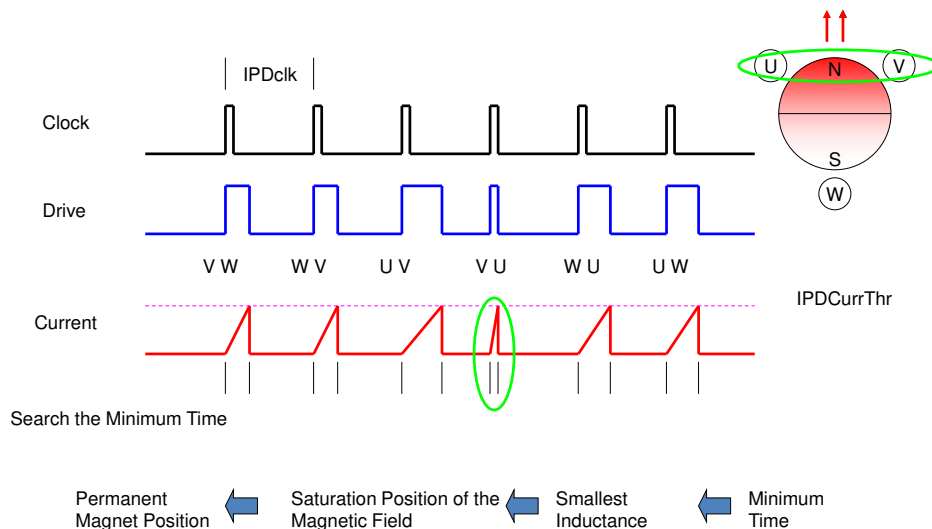 IPDclk
U
N
V
Clock
S
W
Drive
V W
W V
U V
V U
W U
U W
IPDCurrThr
Current
Search the Minimum Time
Permanent
Magnet Position
Saturation Position of the
Magnetic Field
Smallest
Inductance
Minimum
Time